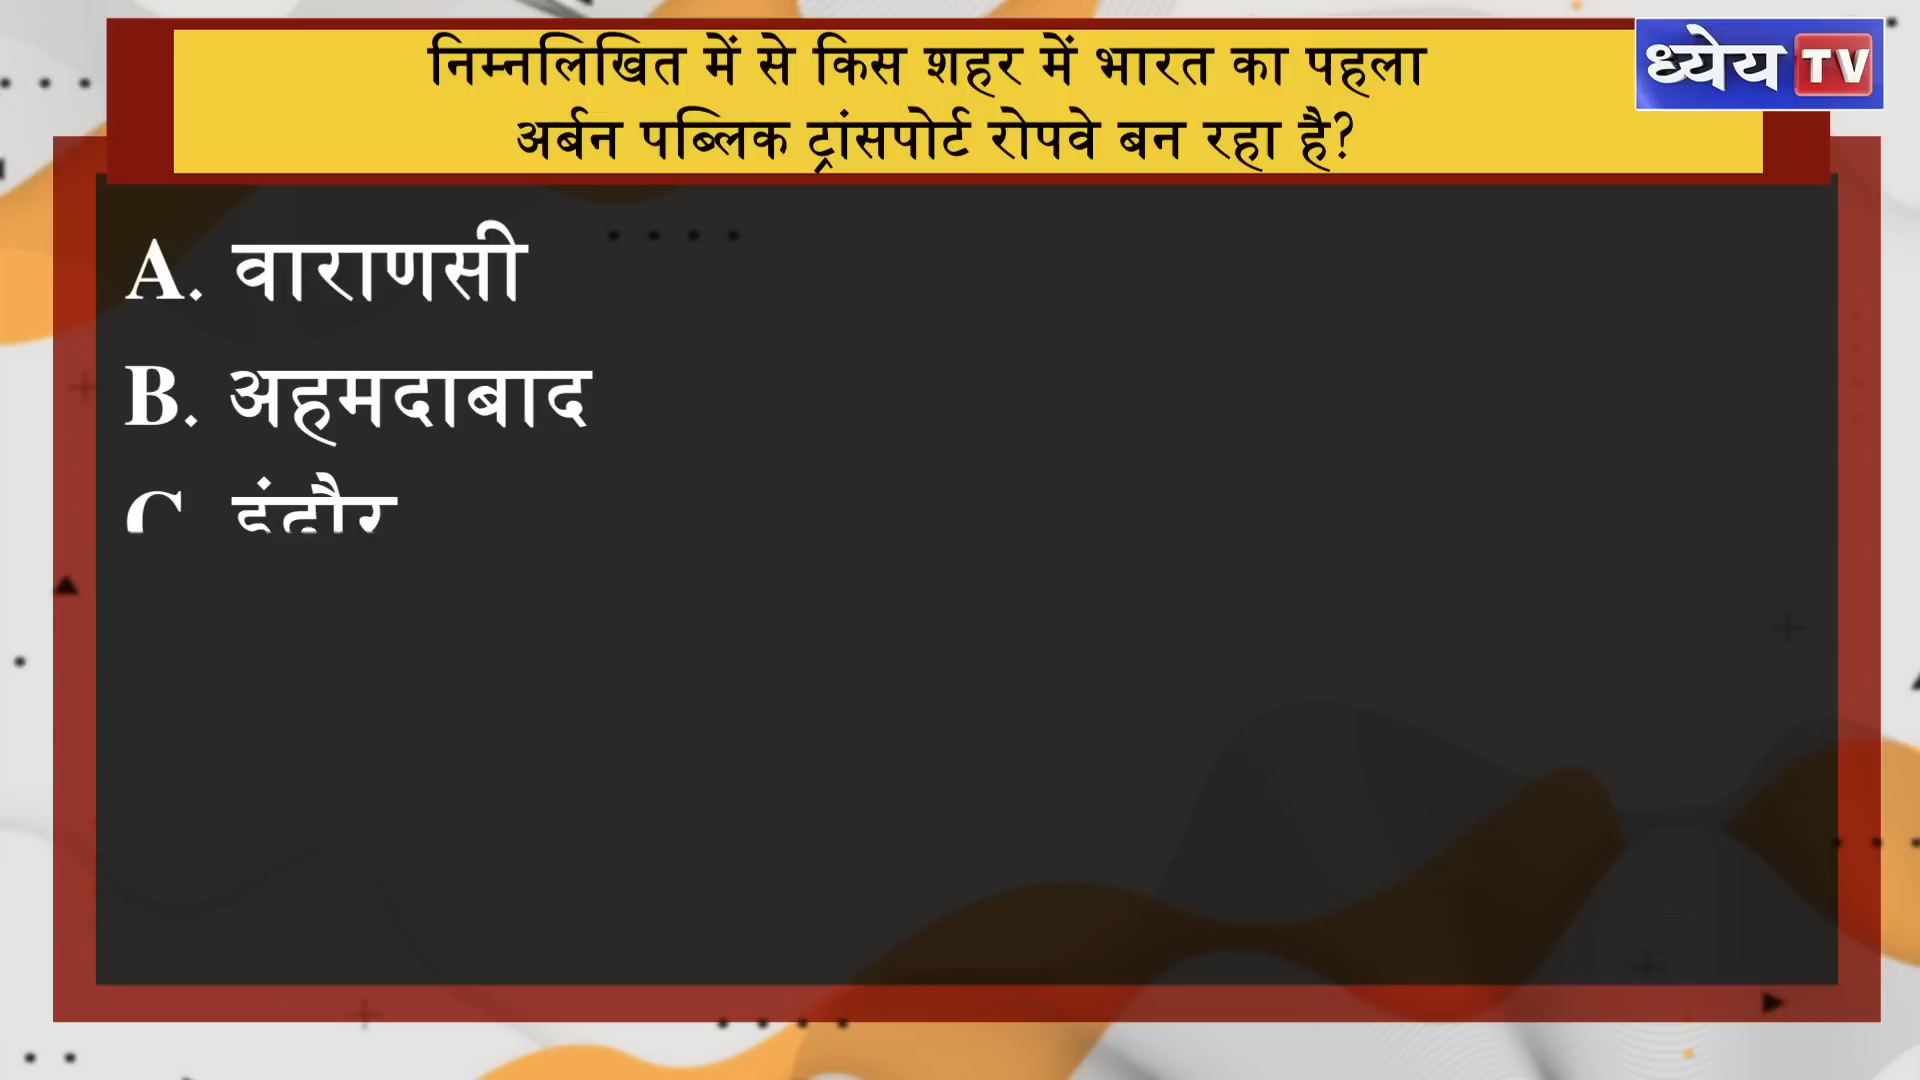 निम्नलिखित में से किस शहर में भारत का पहला
ध्येय TV
अर्बन पब्लिक ट्रांसपोर्ट रोपवे बन रहा है?
A. वाराणसी
B. अहमदाबाद
C. इंदौर